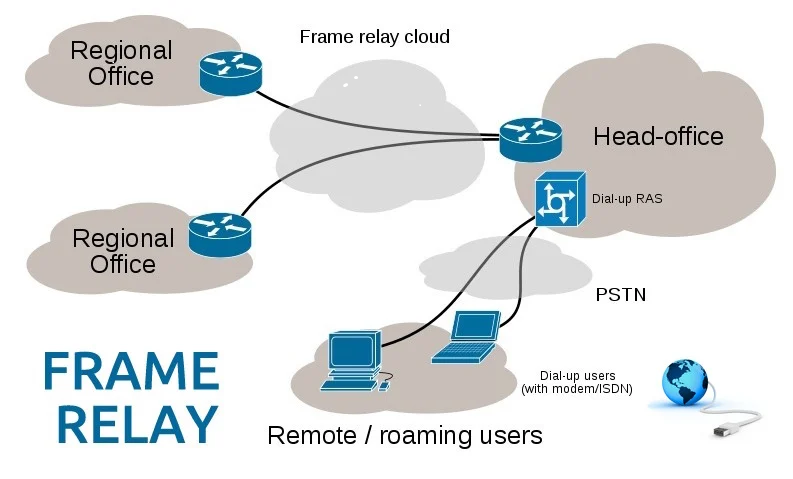 Regional
Office
Frame relay cloud
Head-office
Dial-up RAS
Regional
Office
PSTN
FRAME
RELAY
Dial-up users
(with modem/ISDN)
Remote / roaming users